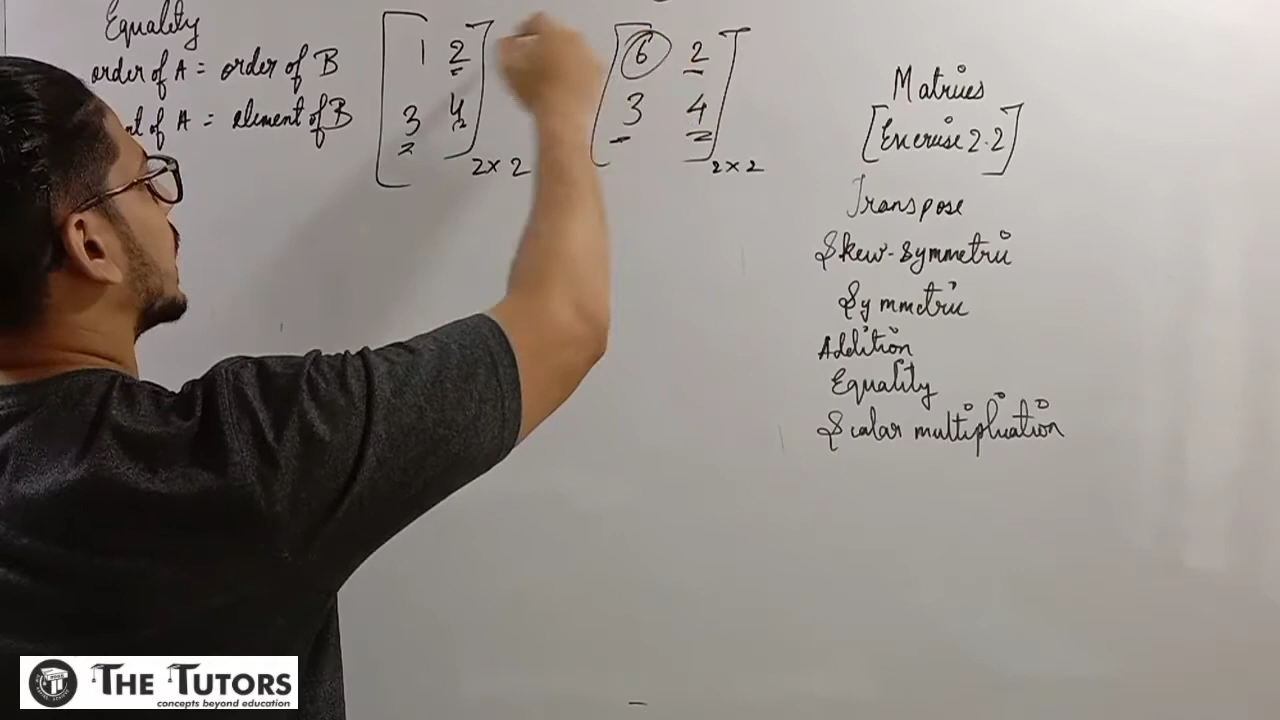 Equality
order of A = order of B
of A = element of B
1 2
3 4
2 x 2
6 2
3 4
2 x 2
Matrices
[Exercise 2.2]
Transpose
Skew-Symmetric
Symmetric
Addition
Equality
Scalar multiplication
THE TUTORS
concepts beyond education